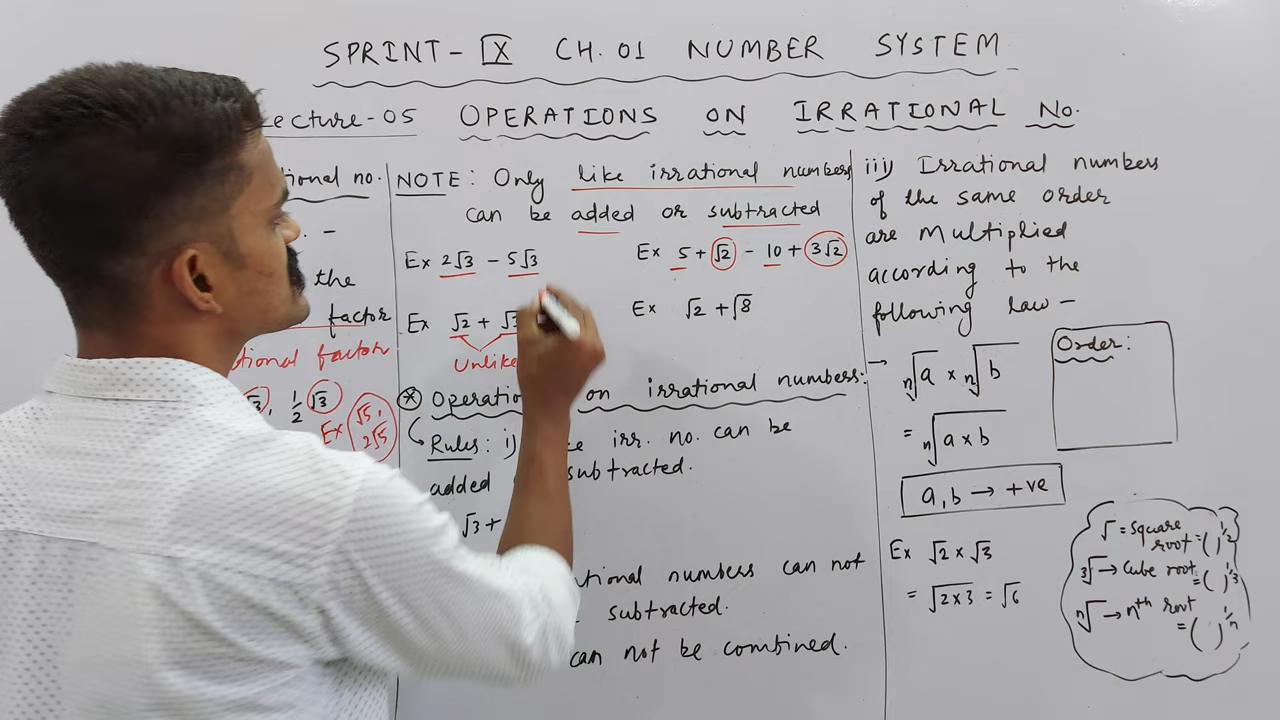 SPRINT-IX CH.01 NUMBER SYSTEM
ecture-05 OPERATIONS ON IRRATIONAL No.
tional no.
the
factor
tional factor
√3, 1/2 √3
Ex √5, 2√5
NOTE: Only like irrational numbers
can be added or subtracted
Ex 2√3 - 5√3
Ex 5 + √2 - 10 + 3√2
Ex √2 + √3
Ex √2 + √8
Unlike
* Operation on irrational numbers:
Rules: i) irr. no. can be
added subtracted.
√3 +
tional numbers can not
subtracted.
can not be combined.
iii) Irrational numbers
of the same order
are Multiplied
according to the
following law -
→ ⁿ√a × ⁿ√b
= ⁿ√a×b
a, b → +ve
Ex √2 × √3
= √2×3 = √6
Order:
√ = Square root = ( )^1/2
3√ → Cube root = ( )^1/3
ⁿ√ → nth root = ( )^1/n